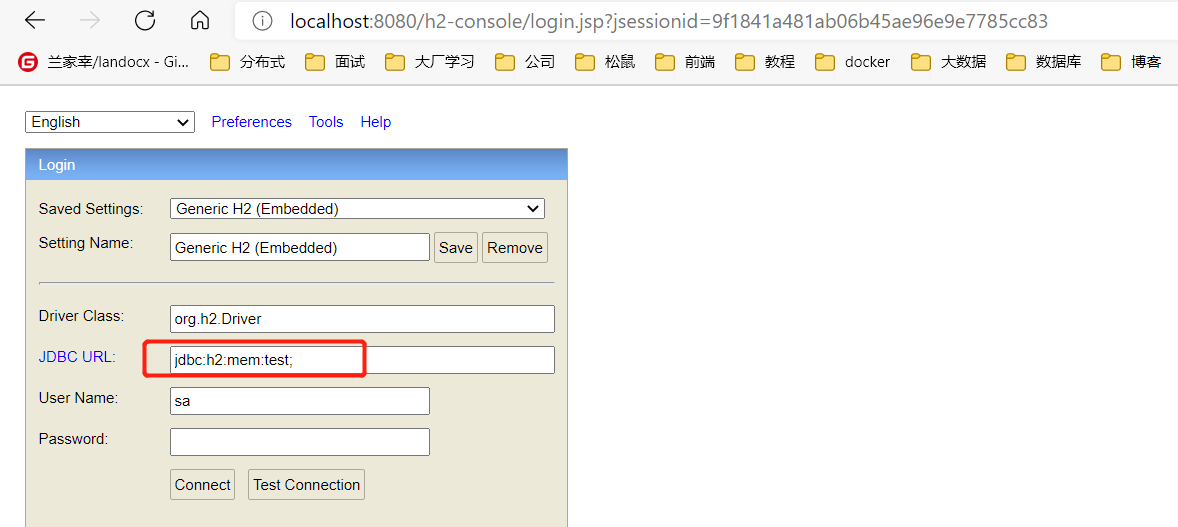 localhost:8080/h2-console/login.jsp?jsessionid=9f1841a481ab06b45ae96e9e7785cc83
G 兰家幸/landocx - Gi... 分布式 面试 大厂学习 公司 松鼠 前端 教程 docker 大数据 数据库 博客
English Preferences Tools Help
Login
Saved Settings: Generic H2 (Embedded)
Setting Name: Generic H2 (Embedded) Save Remove
Driver Class: org.h2.Driver
JDBC URL: jdbc:h2:mem:test;
User Name: sa
Password:
Connect Test Connection